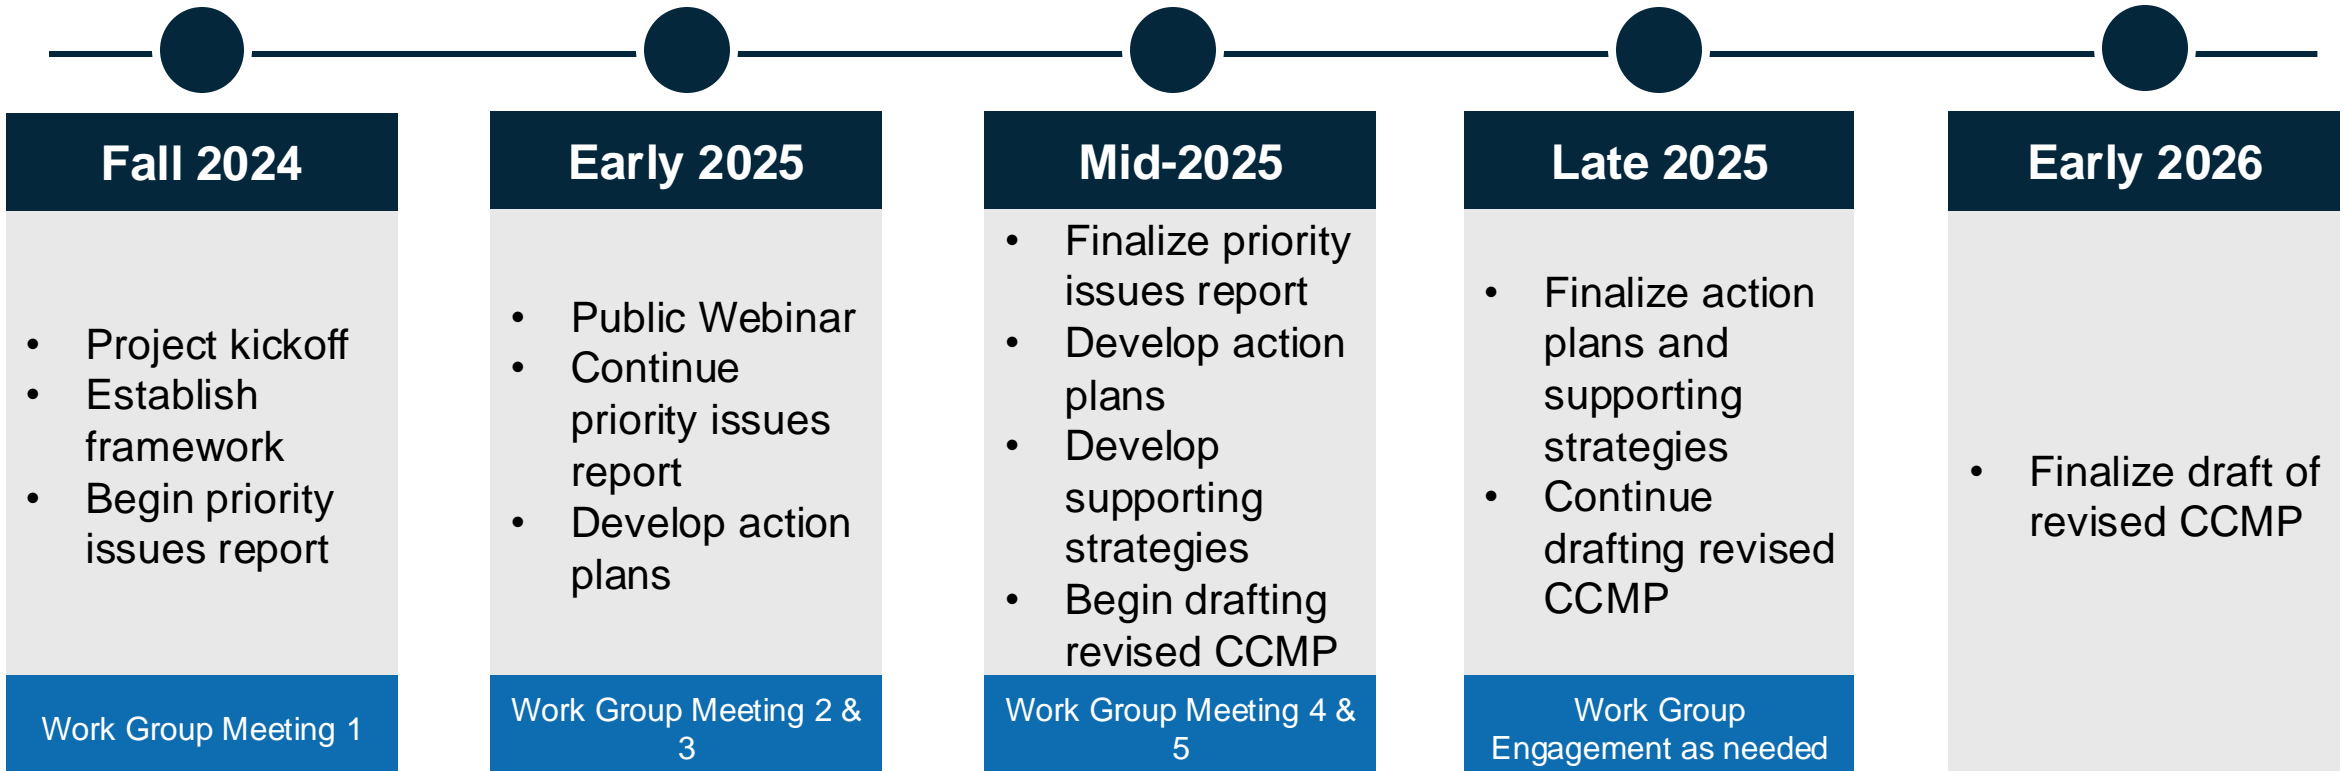 Fall 2024
• Project kickoff
• Establish
framework
• Begin priority
issues report
Work Group Meeting 1
Early 2025
• Public Webinar
• Continue
priority issues
report
• Develop action
plans
Work Group Meeting 2 &
3
Mid-2025
• Finalize priority
issues report
• Develop action
plans
• Develop
supporting
strategies
• Begin drafting
revised CCMP
Work Group Meeting 4 &
5
Late 2025
• Finalize action
plans and
supporting
strategies
• Continue
drafting revised
CCMP
Work Group
Engagement as needed
Early 2026
• Finalize draft of
revised CCMP